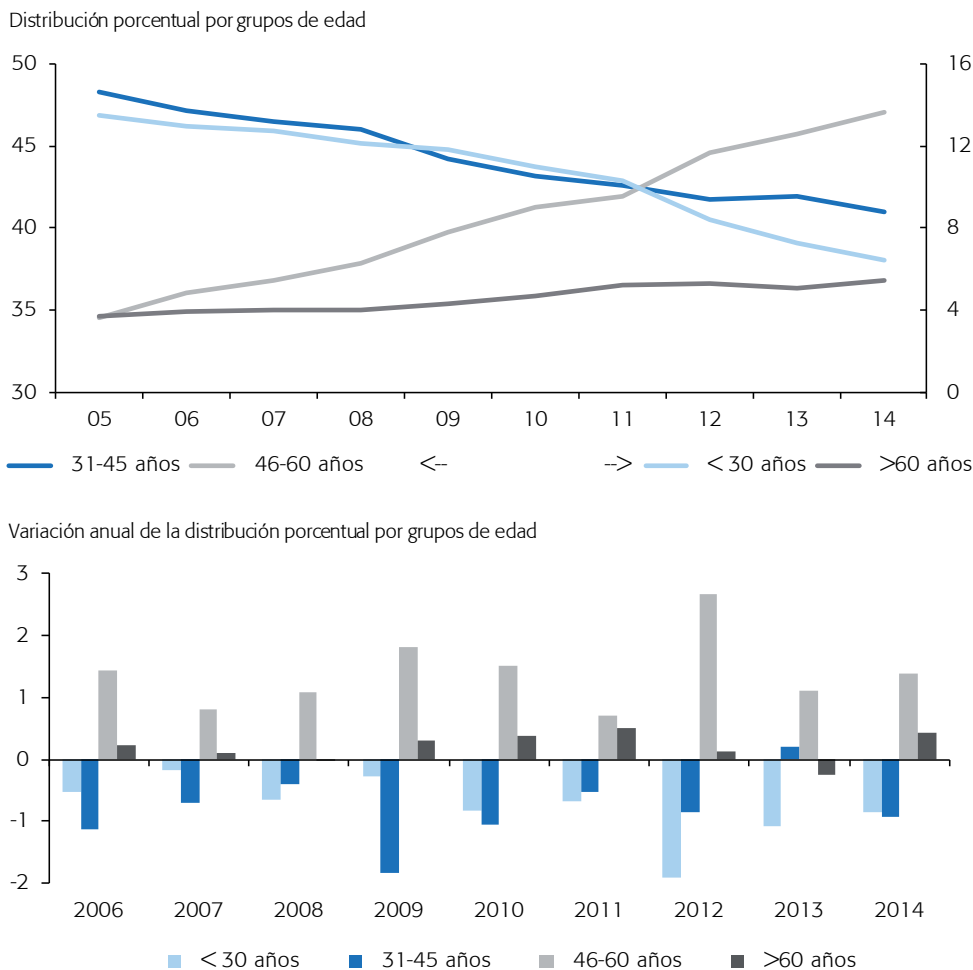 Distribución porcentual por grupos de edad
50 16
45 12
40 8
35 4
30 0
05 06 07 08 09 10 11 12 13 14
31-45 años 46-60 años <-- --> < 30 años >60 años
Variación anual de la distribución porcentual por grupos de edad
3
2
1
0
-1
-2
2006 2007 2008 2009 2010 2011 2012 2013 2014
< 30 años 31-45 años 46-60 años >60 años